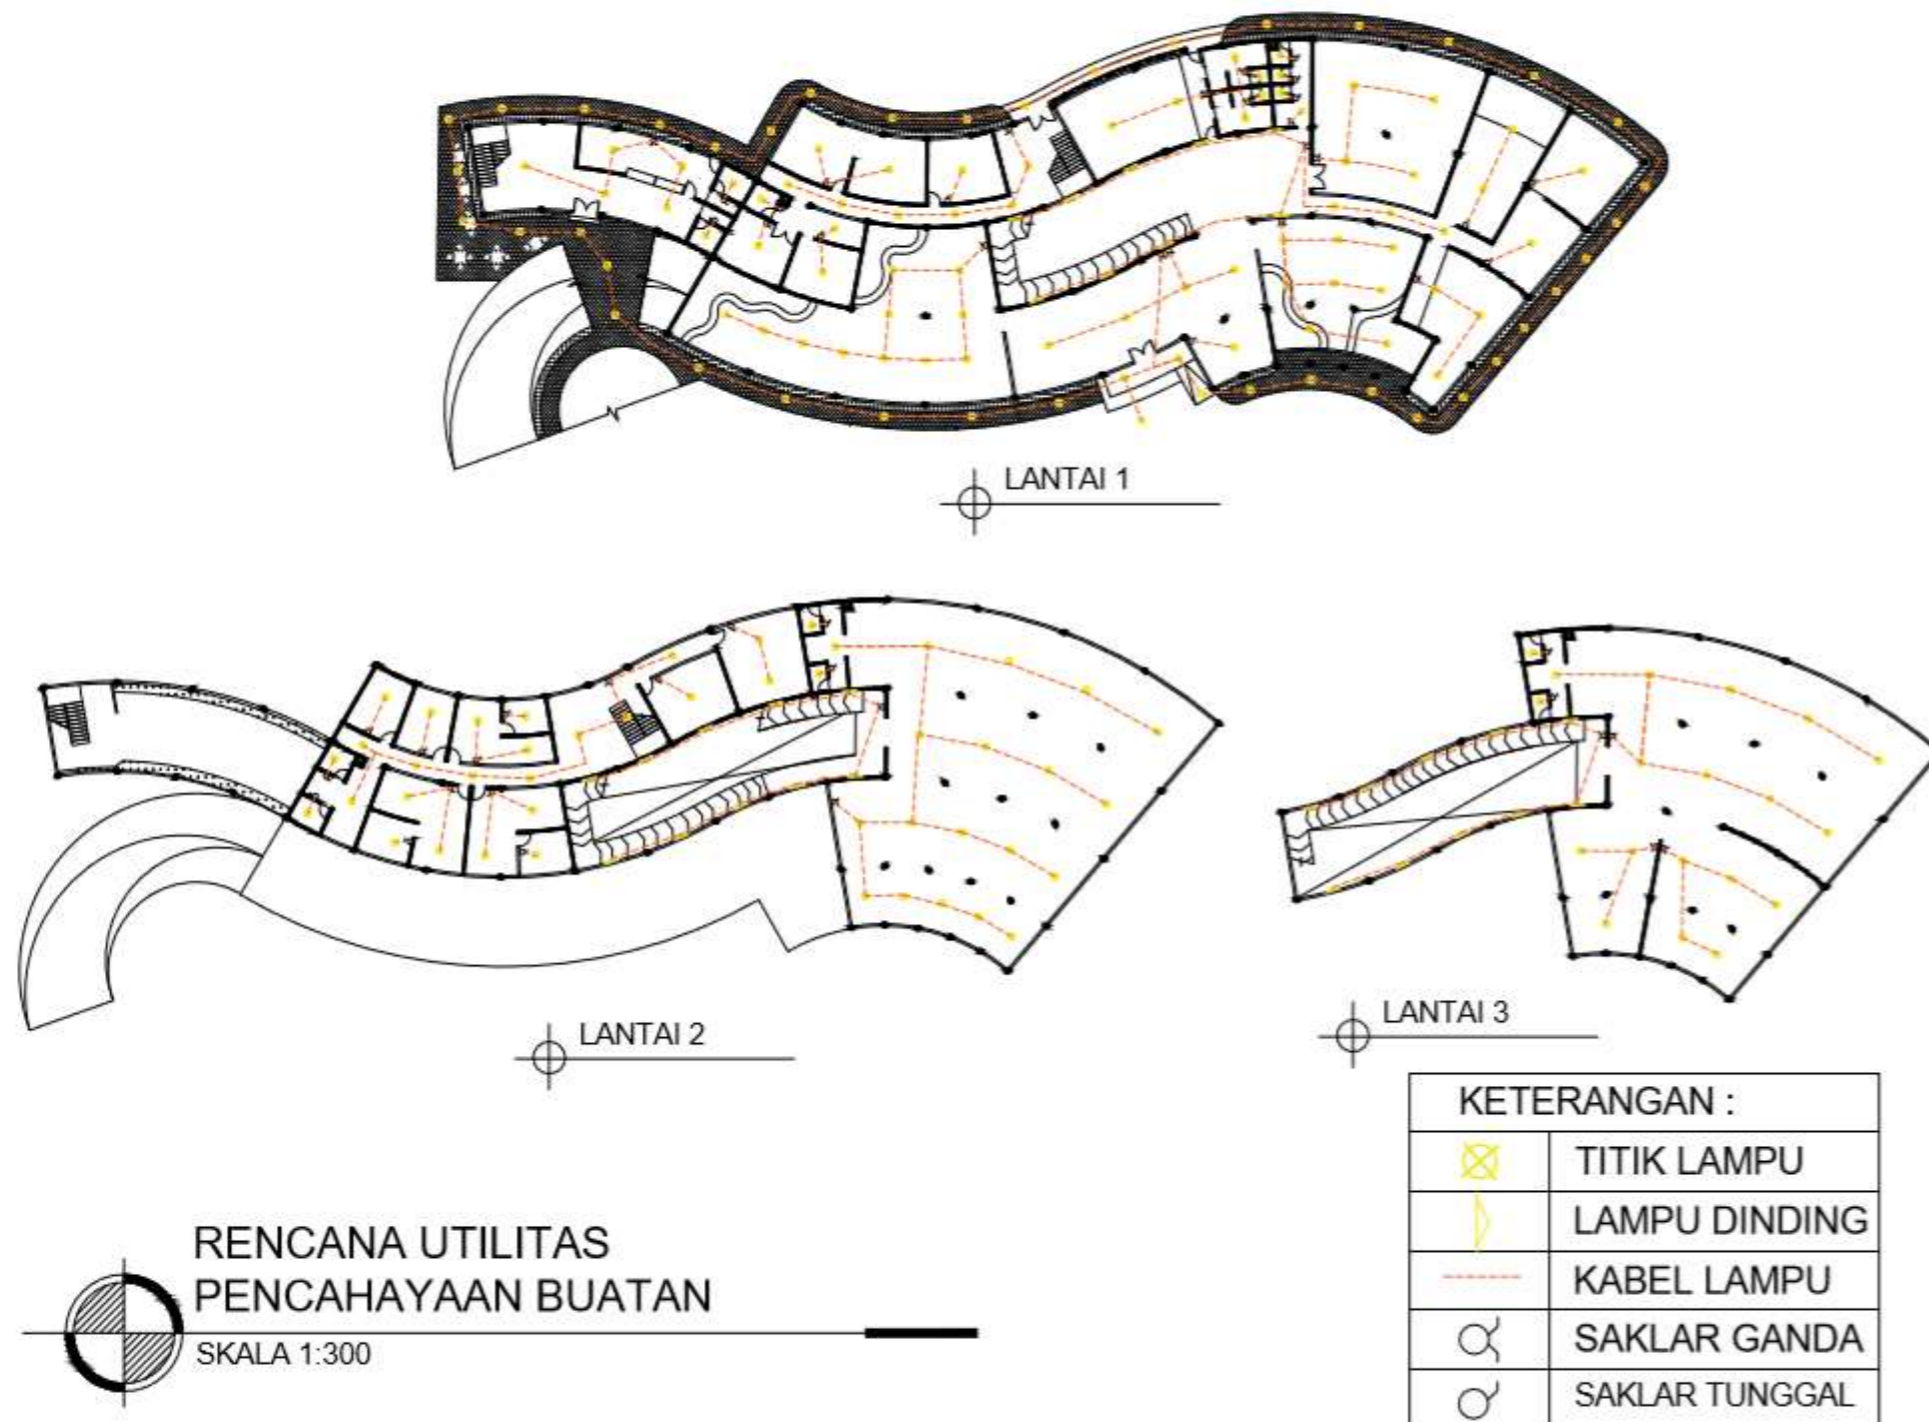 LANTAI 1
LANTAI 2
LANTAI 3
KETERANGAN :
TITIK LAMPU
LAMPU DINDING
KABEL LAMPU
SAKLAR GANDA
SAKLAR TUNGGAL
RENCANA UTILITAS
PENCAHAYAAN BUATAN
SKALA 1:300